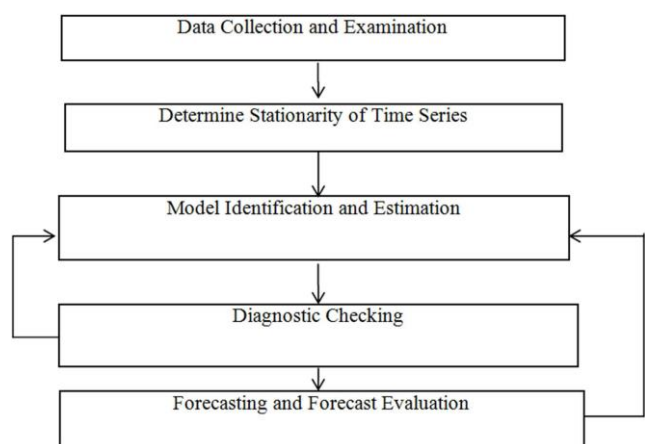 Data Collection and Examination
Determine Stationarity of Time Series
Model Identification and Estimation
Diagnostic Checking
Forecasting and Forecast Evaluation